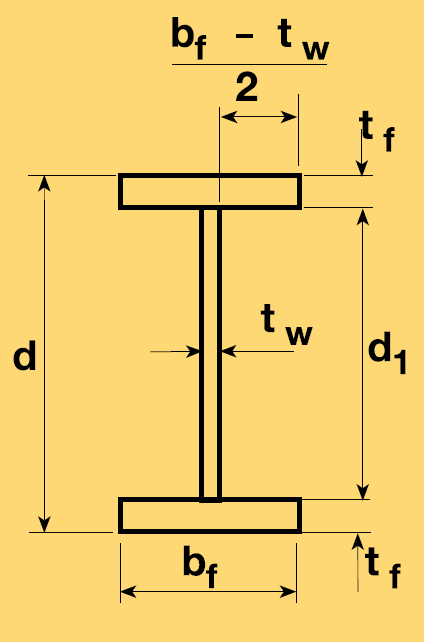 b_f - t_w
2
t_f
t_w
d
d_1
b_f
t_f